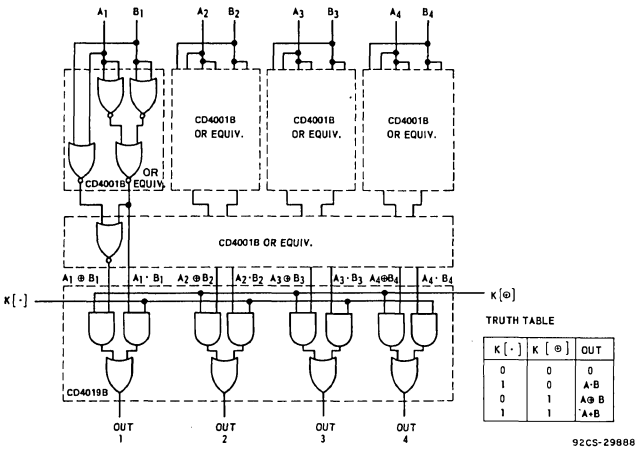 A1 B1 A2 B2 A3 B3 A4 B4
CD4001B
OR EQUIV.
CD4001B
OR EQUIV.
CD4001B
OR EQUIV.
OR
CD4001B EQUIV.
CD4001B OR EQUIV.
A1 ⊕ B1 A1 · B1 A2 ⊕ B2 A2 · B2 A3 ⊕ B3 A3 · B3 A4 ⊕ B4 A4 · B4
K [ · ]
K [⊙]
CD4019B
OUT
1
OUT
2
OUT
3
OUT
4
TRUTH TABLE
K [ · ] K [ ⊙ ] OUT
0 0 0
1 0 A·B
0 1 A⊕ B
1 1 A+B
92CS-29888